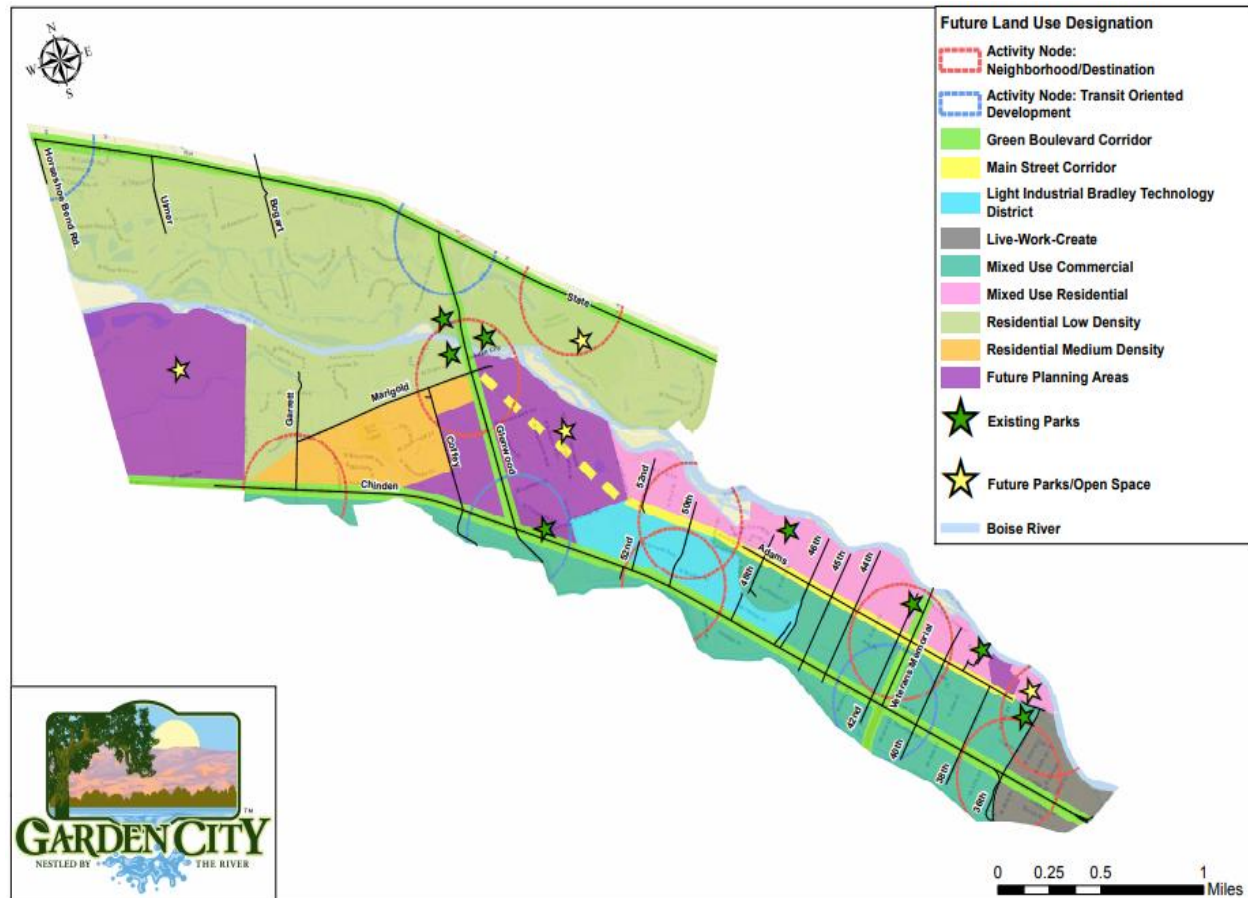 N
W
E
S
Future Land Use Designation
Activity Node:
Neighborhood/Destination
Activity Node: Transit Oriented
Development
Green Boulevard Corridor
Main Street Corridor
Light Industrial Bradley Technology
District
Live-Work-Create
Mixed Use Commercial
Mixed Use Residential
Residential Low Density
Residential Medium Density
Future Planning Areas
Existing Parks
Future Parks/Open Space
Boise River
Horseshoe Bend Rd.
Ulmer
Bogart
State
Garrett
Marigold
Coffey
Glenwood
Chinden
52nd
50th
52nd
48th
Adams
46th
45th
44th
Veterans Memorial
42nd
40th
38th
36th
GARDEN CITY
TM
NESTLED BY THE RIVER
0 0.25 0.5 1
Miles